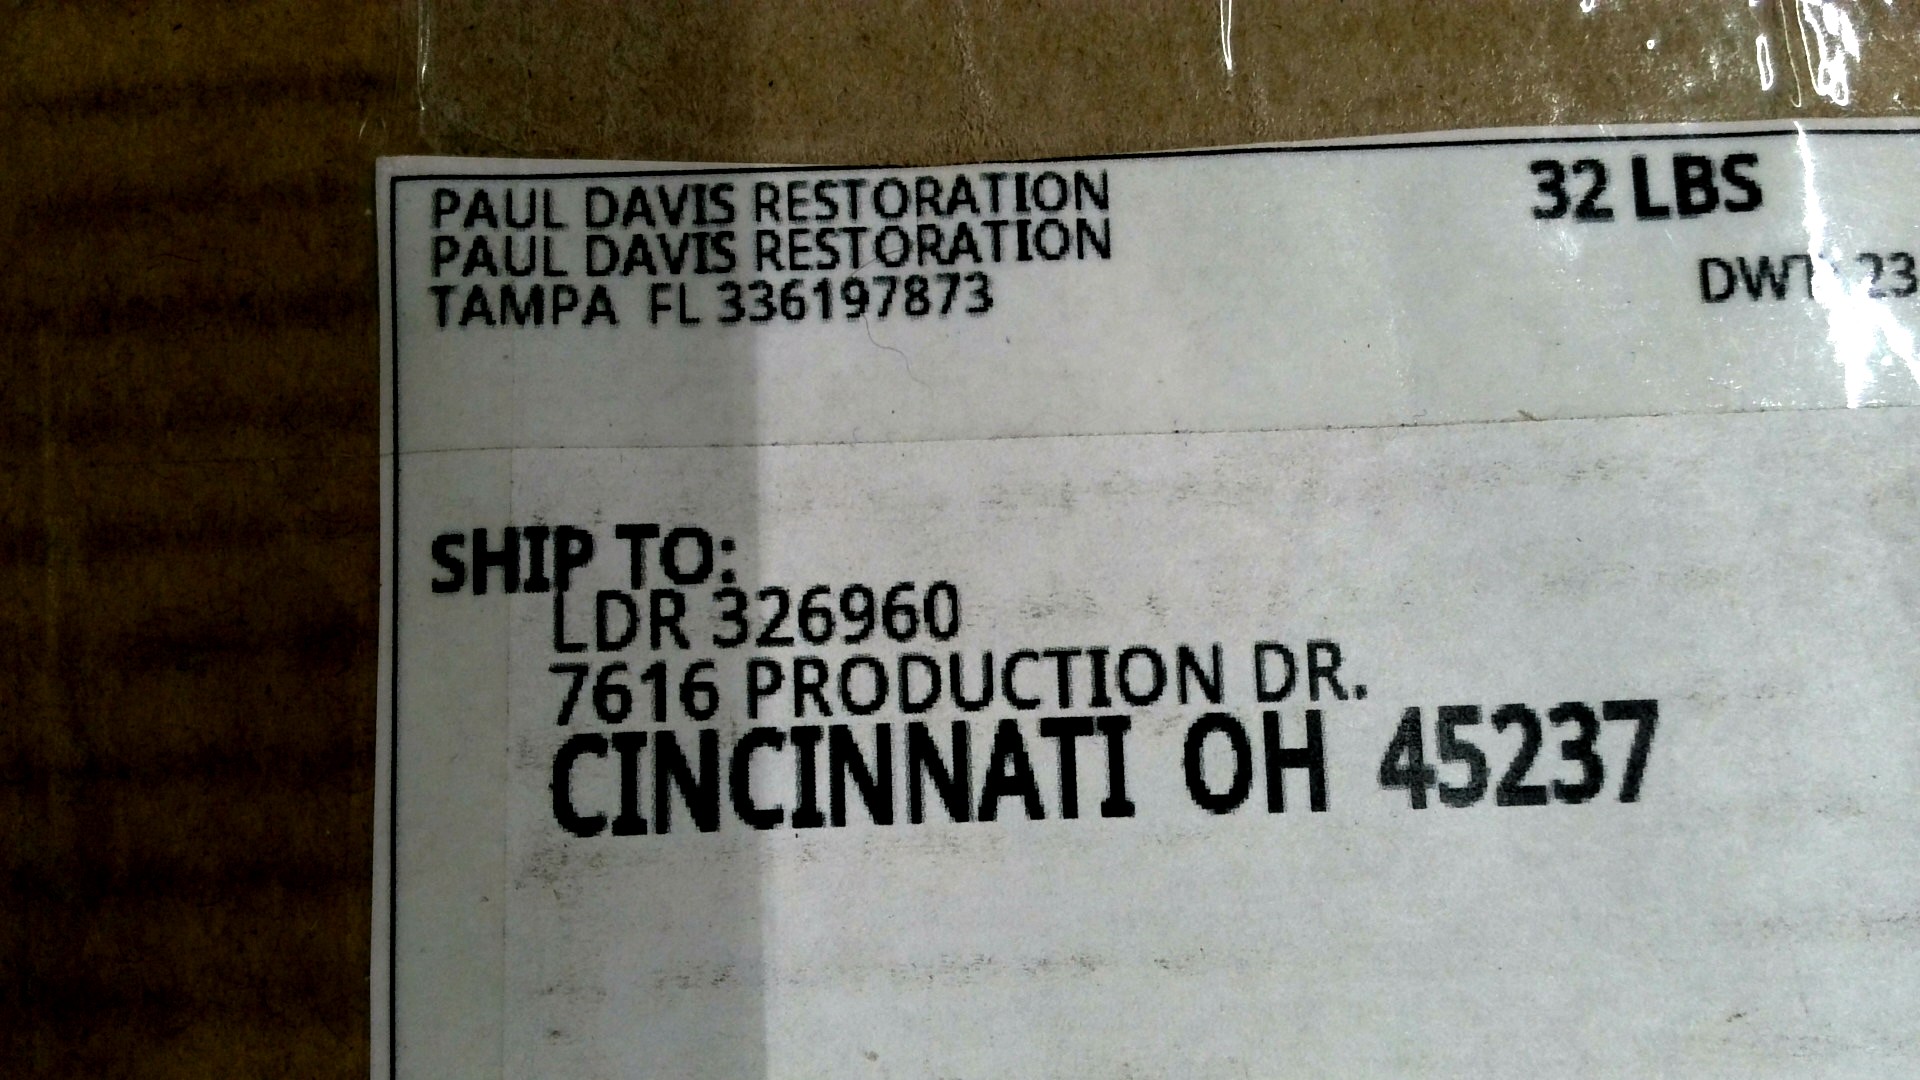 PAUL DAVIS RESTORATION
PAUL DAVIS RESTORATION
TAMPA FL 336197873
32 LBS
SHIP TO:
LDR 326960
7616 PRODUCTION DR.
CINCINNATI OH 45237